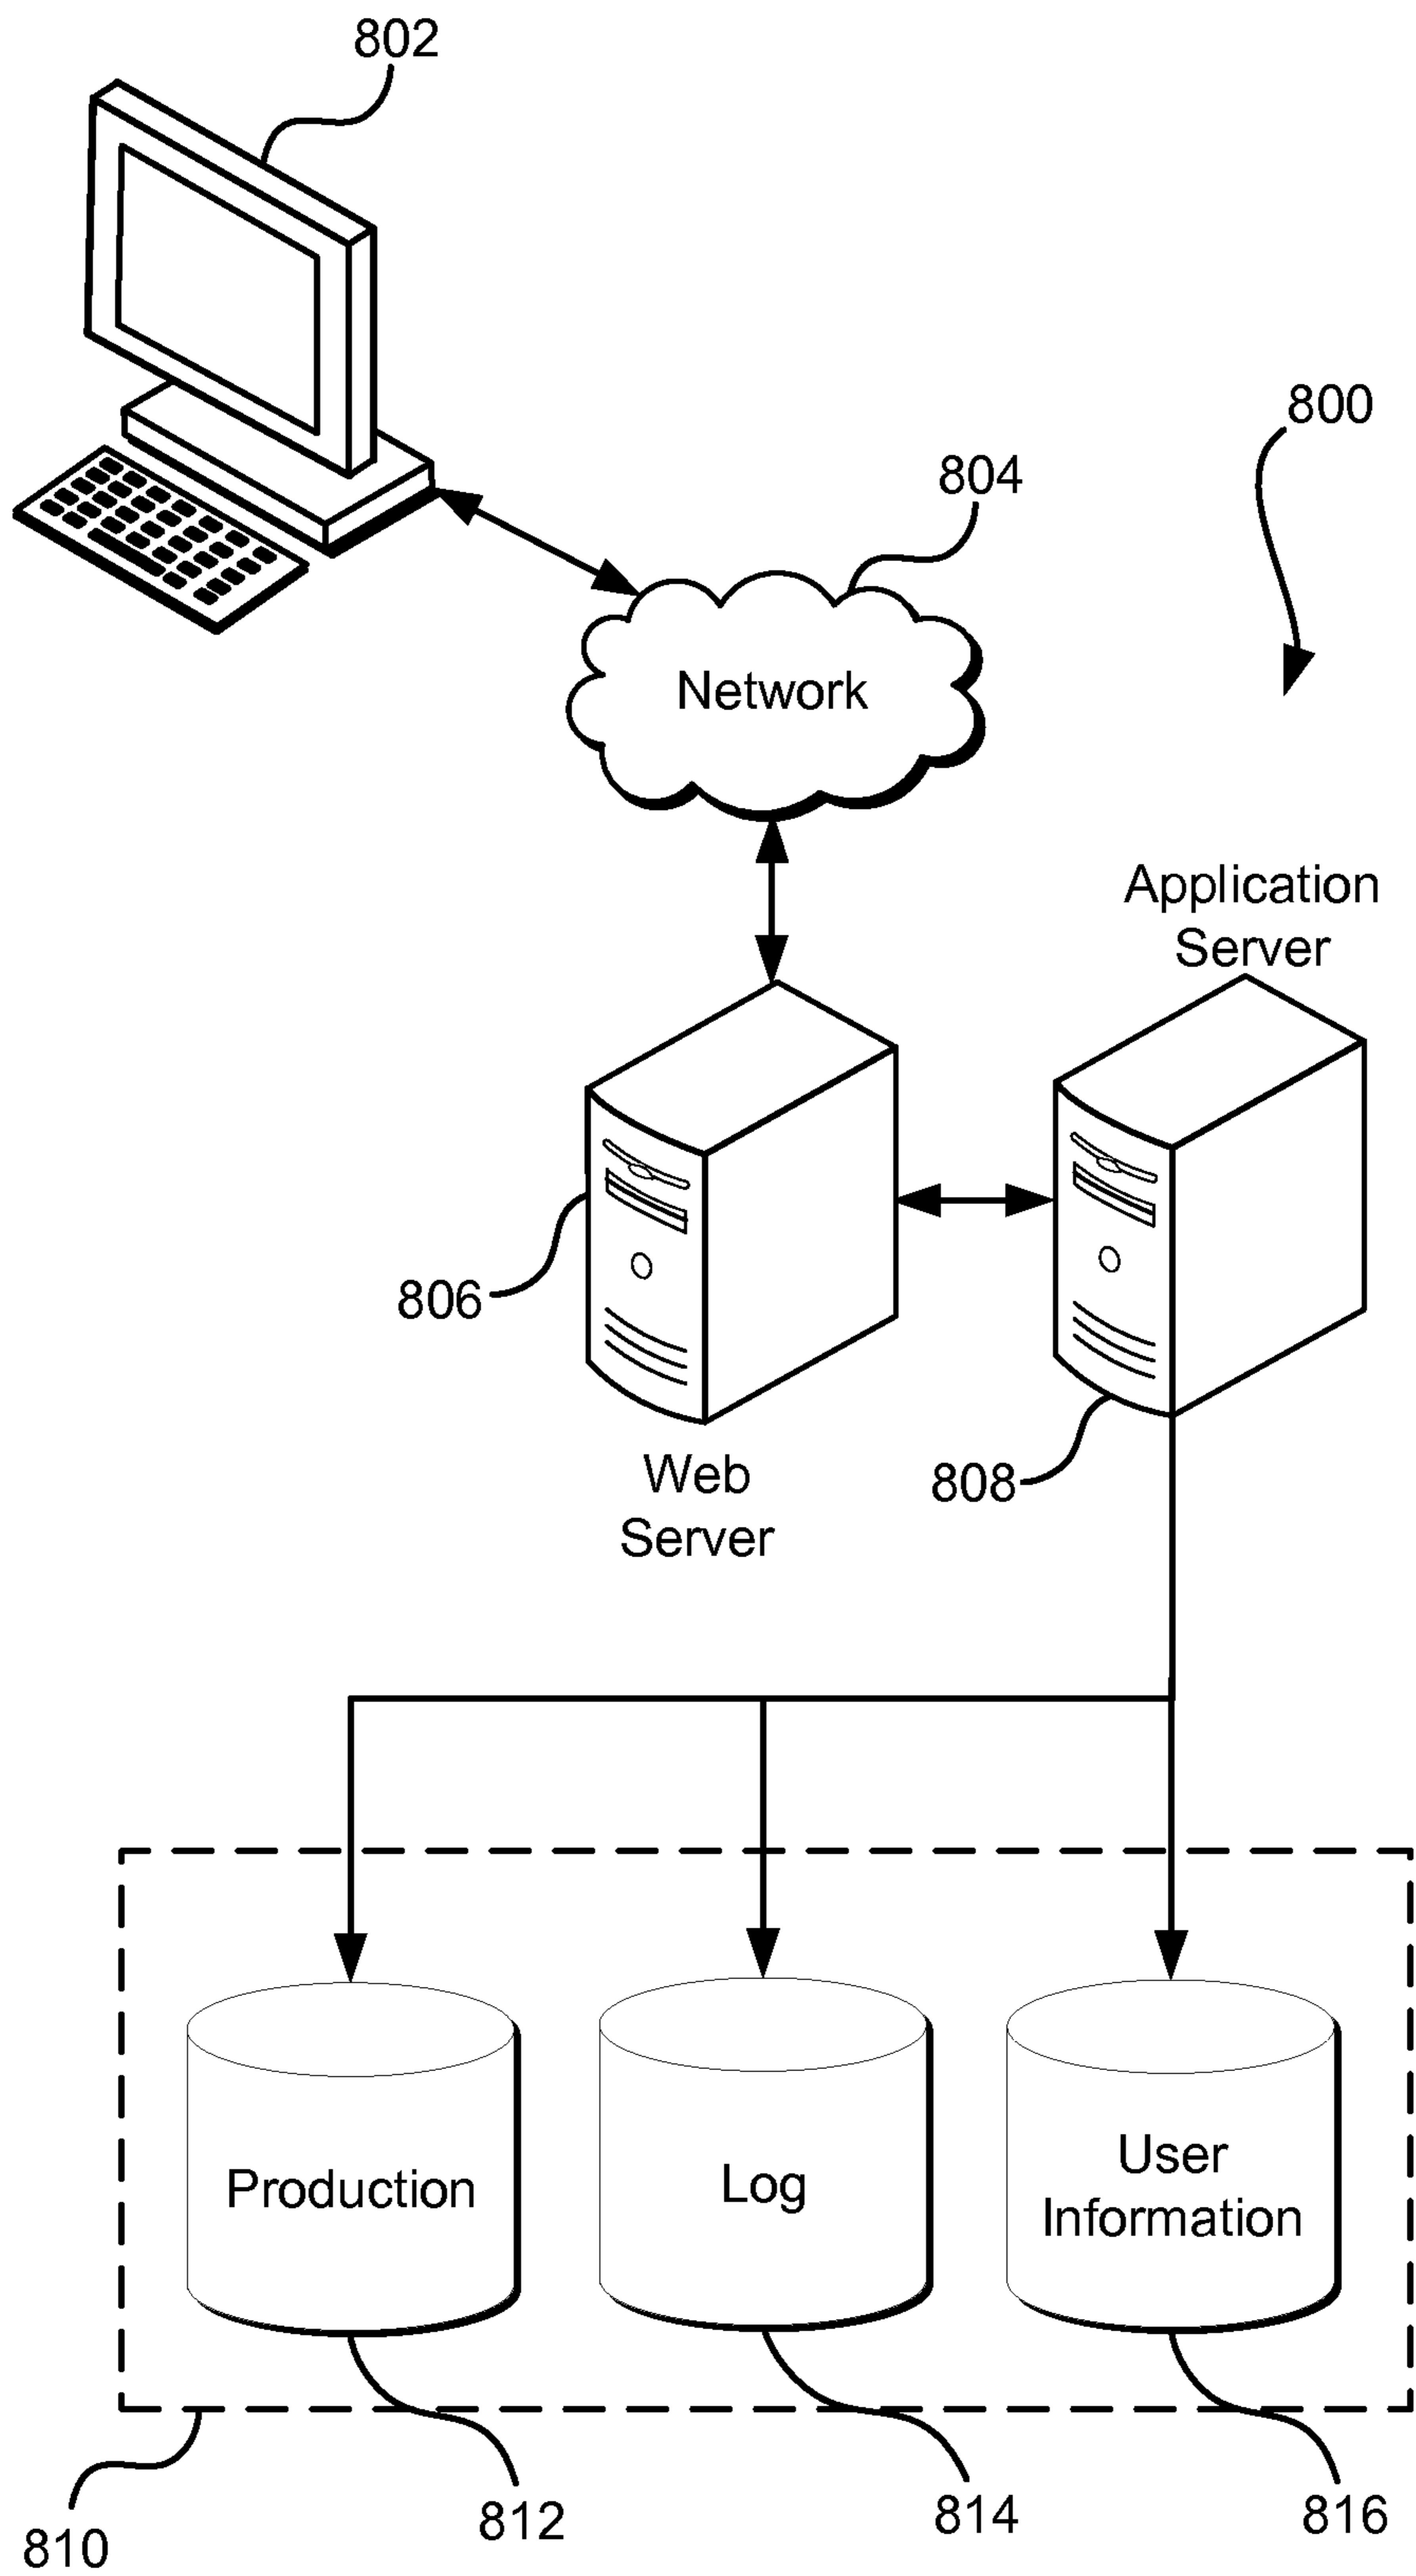 802
800
804
Network
Application
Server
806
Web
Server
808
Production
Log
User
Information
810
812
814
816